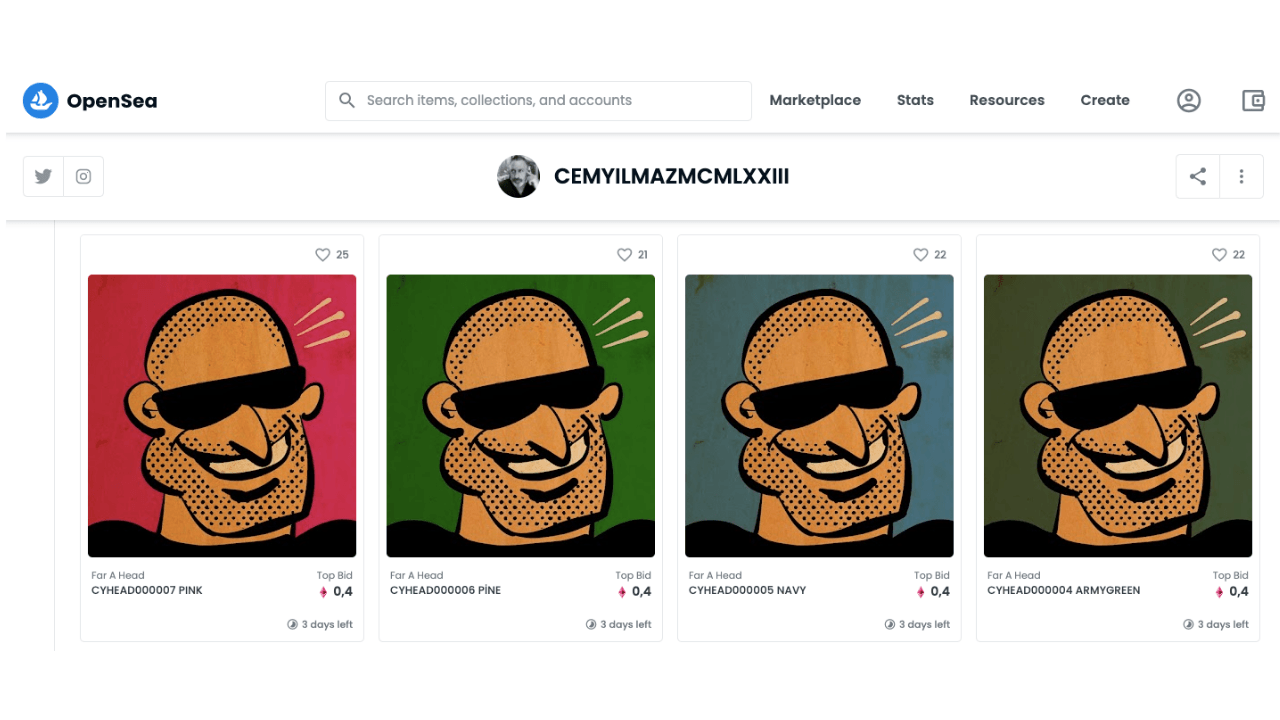 OpenSea
Search items, collections, and accounts
Marketplace
Stats
Resources
Create
CEMYILMAZMCMLXXIII
25
21
22
22
Far A Head
Top Bid
CYHEAD000007 PINK
0,4
3 days left
Far A Head
Top Bid
CYHEAD000006 PİNE
0,4
3 days left
Far A Head
Top Bid
CYHEAD000005 NAVY
0,4
3 days left
Far A Head
Top Bid
CYHEAD000004 ARMYGREEN
0,4
3 days left